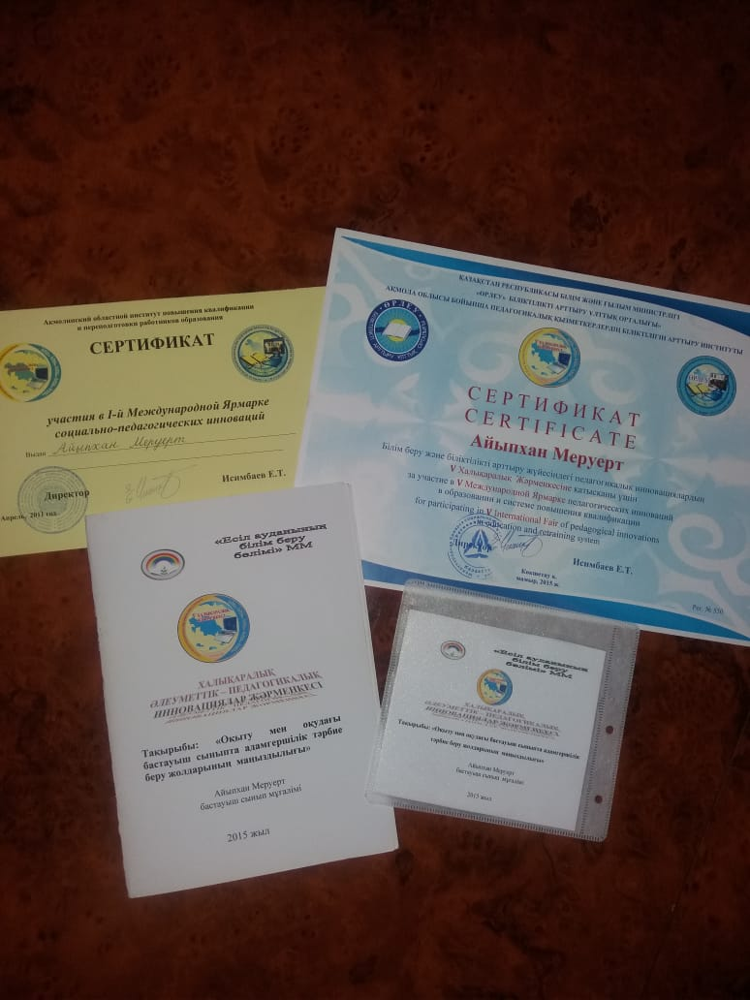 Акмолинский областной институт повышения квалификации
и переподготовки работников образования
СЕРТИФИКАТ
участия в I-й Международной Ярмарке
социально-педагогических инноваций
Выдан Айыпхан Меруерт
Директор
Исимбаев Е.Т.
Апрель, 2011 год
ҚАЗАҚСТАН РЕСПУБЛИКАСЫ БІЛІМ ЖӘНЕ ҒЫЛЫМ МИНИСТРЛІГІ
«ӨРЛЕУ» БІЛІКТІЛІКТІ АРТТЫРУ ҰЛТТЫҚ ОРТАЛЫҒЫ»
АҚМОЛА ОБЛЫСЫ БОЙЫНША ПЕДАГОГИКАЛЫҚ ҚЫЗМЕТКЕРЛЕРДІҢ БІЛІКТІЛІГІН АРТТЫРУ ИНСТИТУТЫ
ӨРЛЕУ
СЕРТИФИКАТ
CERTIFICATE
Айыпхан Меруерт
Білім беру және біліктілікті арттыру жүйесіндегі педагогикалық инновациялардың
V Халықаралық Жәрмеңкесіне қатысқаны үшін
за участие в V Международной Ярмарке педагогических инноваций
в образовании и системе повышения квалификации
for participating in V International Fair of pedagogical innovations
in education and retraining system
Директор
Исимбаев Е.Т.
Көкшетау қ.
мамыр, 2015 ж.
Рег. № 550
«Есіл ауданының
білім беру
бөлімі» ММ
ХАЛЫҚАРАЛЫҚ
ӘЛЕУМЕТТІК – ПЕДАГОГИКАЛЫҚ
ИННОВАЦИЯЛАР ЖӘРМЕҢКЕСІ
Тақырыбы: «Оқыту мен оқудағы
бастауыш сыныпта адамгершілік тәрбие
беру жолдарының маңыздылығы»
Айыпхан Меруерт
бастауыш сынып мұғалімі
2015 жыл
«Есіл ауданының
білім беру
бөлімі» ММ
ХАЛЫҚАРАЛЫҚ
ӘЛЕУМЕТТІК – ПЕДАГОГИКАЛЫҚ
ИННОВАЦИЯЛАР ЖӘРМЕҢКЕСІ
Тақырыбы: «Оқыту мен оқудағы бастауыш сыныпта адамгершілік
тәрбие беру жолдарының маңыздылығы»
Айыпхан Меруерт
бастауыш сынып мұғалімі
2015 жыл